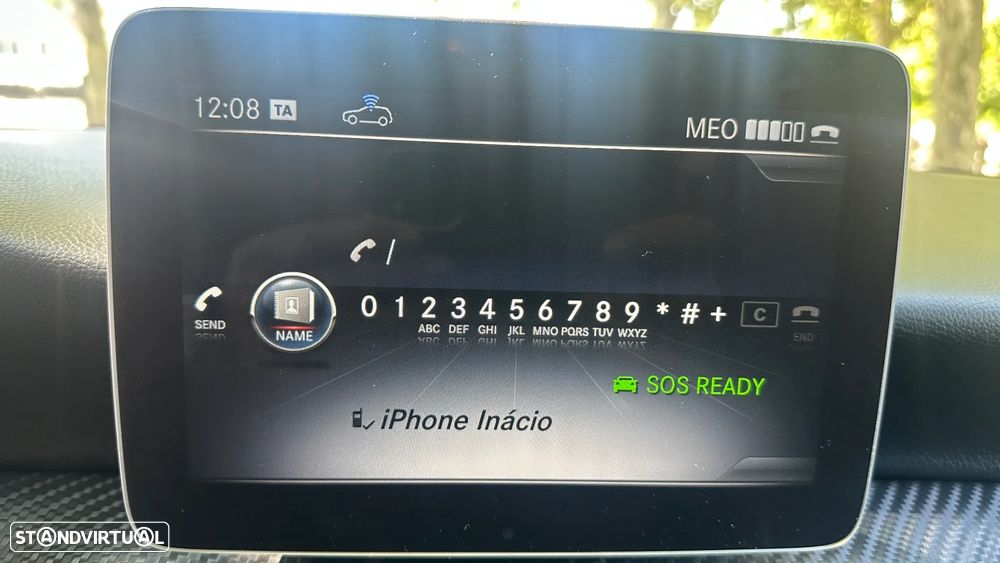 12:08 TA
MEO
0 1 2 3 4 5 6 7 8 9 * # + C
ABC DEF GHI JKL MNO PQRS TUV WXYZ
SEND
NAME
END
SOS READY
iPhone Inácio
STANDVIRTUAL